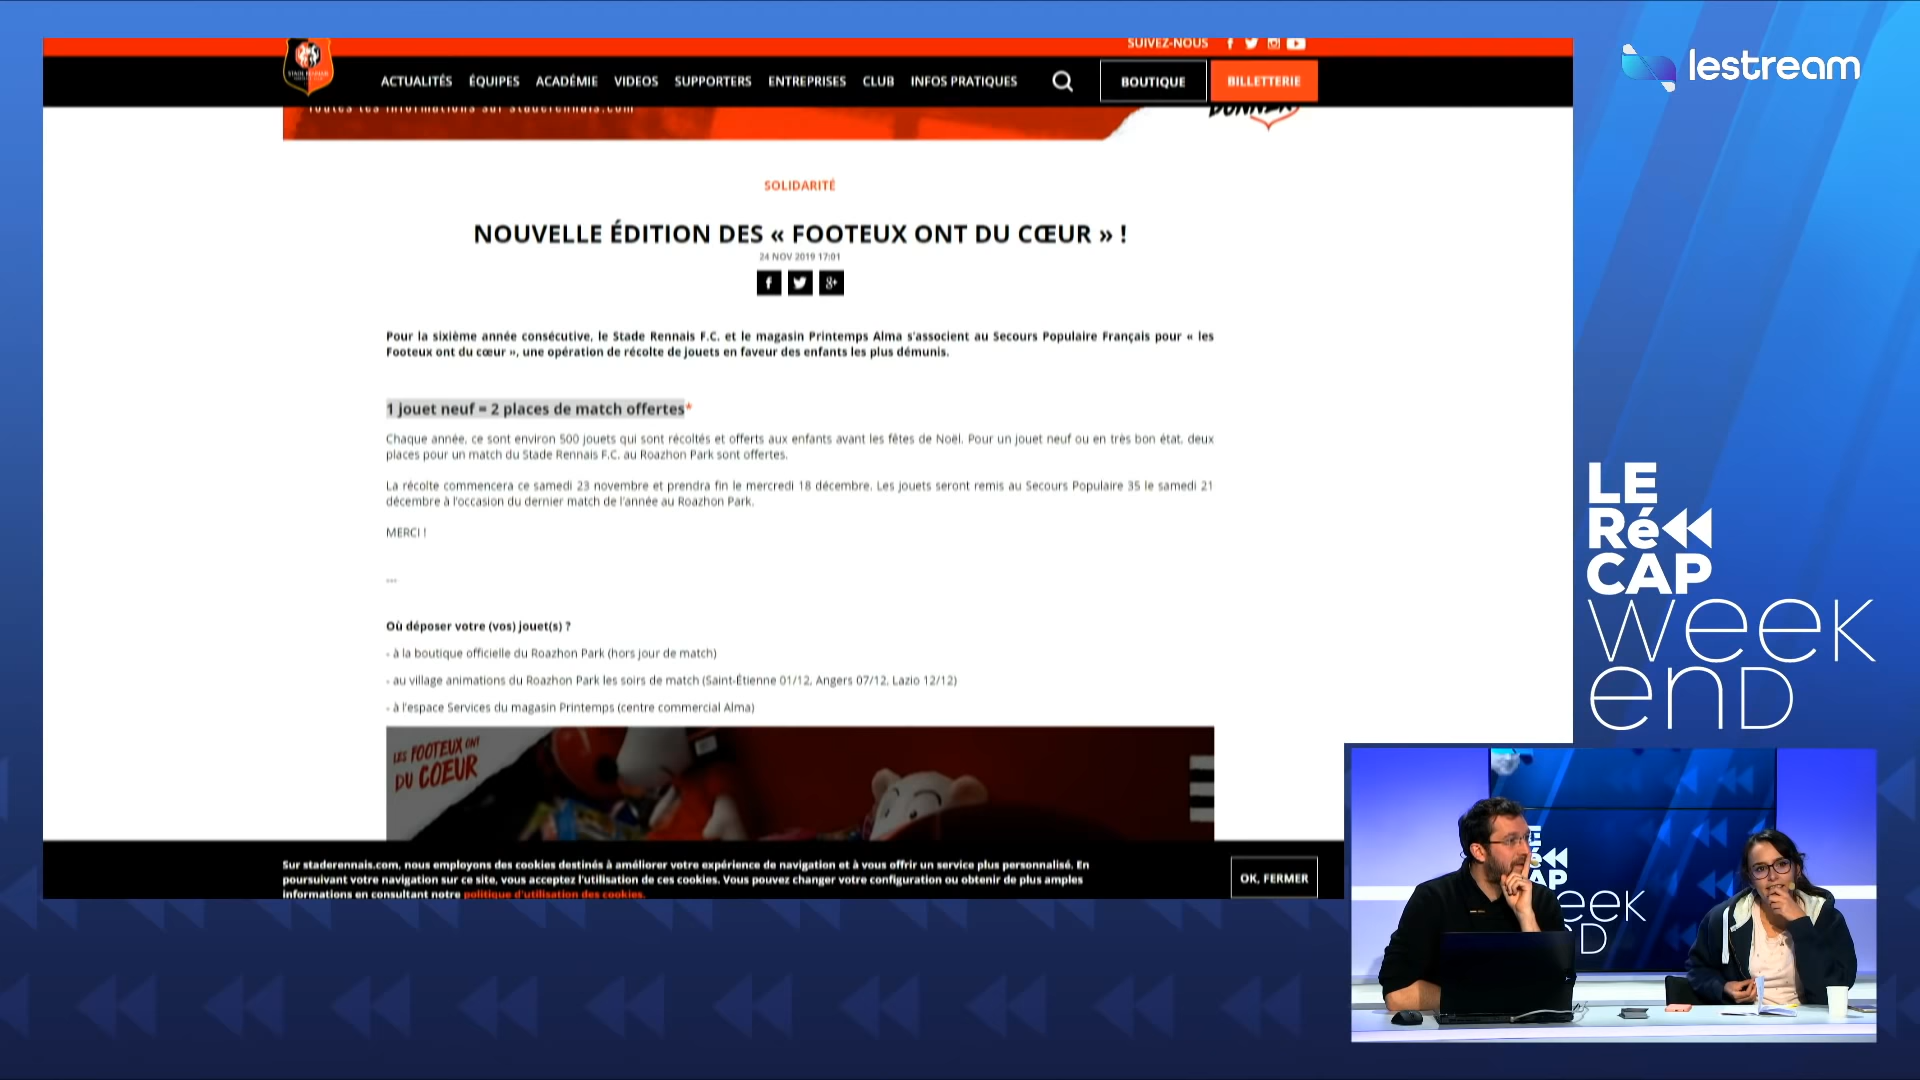 SUIVEZ-NOUS
lestream
ACTUALITÉS ÉQUIPES ACADÉMIE VIDEOS SUPPORTERS ENTREPRISES CLUB INFOS PRATIQUES BOUTIQUE BILLETTERIE
Toutes les informations sur staderennais.com
SOLIDARITÉ
NOUVELLE ÉDITION DES « FOOTEUX ONT DU CŒUR » !
24 NOV 2019 17:01
Pour la sixième année consécutive, le Stade Rennais F.C. et le magasin Printemps Alma s'associent au Secours Populaire Français pour « les
Footeux ont du cœur », une opération de récolte de jouets en faveur des enfants les plus démunis.
1 jouet neuf = 2 places de match offertes*
Chaque année, ce sont environ 500 jouets qui sont récoltés et offerts aux enfants avant les fêtes de Noël. Pour un jouet neuf ou en très bon état, deux
places pour un match du Stade Rennais F.C. au Roazhon Park sont offertes.
La récolte commencera ce samedi 23 novembre et prendra fin le mercredi 18 décembre. Les jouets seront remis au Secours Populaire 35 le samedi 21
décembre à l'occasion du dernier match de l'année au Roazhon Park.
MERCI !
---
Où déposer votre (vos) jouet(s) ?
- à la boutique officielle du Roazhon Park (hors jour de match)
- au village animations du Roazhon Park les soirs de match (Saint-Étienne 01/12, Angers 07/12, Lazio 12/12)
- à l'espace Services du magasin Printemps (centre commercial Alma)
LES FOOTEUX ONT
DU COEUR
Sur staderennais.com, nous employons des cookies destinés à améliorer votre expérience de navigation et à vous offrir un service plus personnalisé. En
poursuivant votre navigation sur ce site, vous acceptez l'utilisation de ces cookies. Vous pouvez changer votre configuration ou obtenir de plus amples
informations en consultant notre politique d'utilisation des cookies.
OK, FERMER
LE
Ré
CAP
week
end